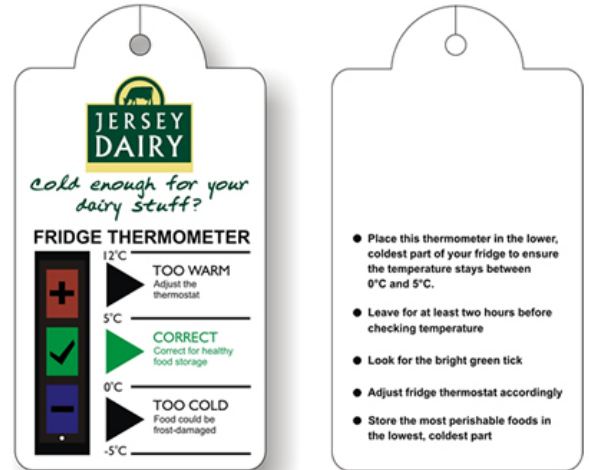 JERSEY
DAIRY
cold enough for your
dairy stuff?
FRIDGE THERMOMETER
12°C
TOO WARM
Adjust the
thermostat
5°C
CORRECT
Correct for healthy
food storage
0°C
TOO COLD
Food could be
frost-damaged
-5°C
● Place this thermometer in the lower,
coldest part of your fridge to ensure
the temperature stays between
0°C and 5°C.
● Leave for at least two hours before
checking temperature
● Look for the bright green tick
● Adjust fridge thermostat accordingly
● Store the most perishable foods in
the lowest, coldest part